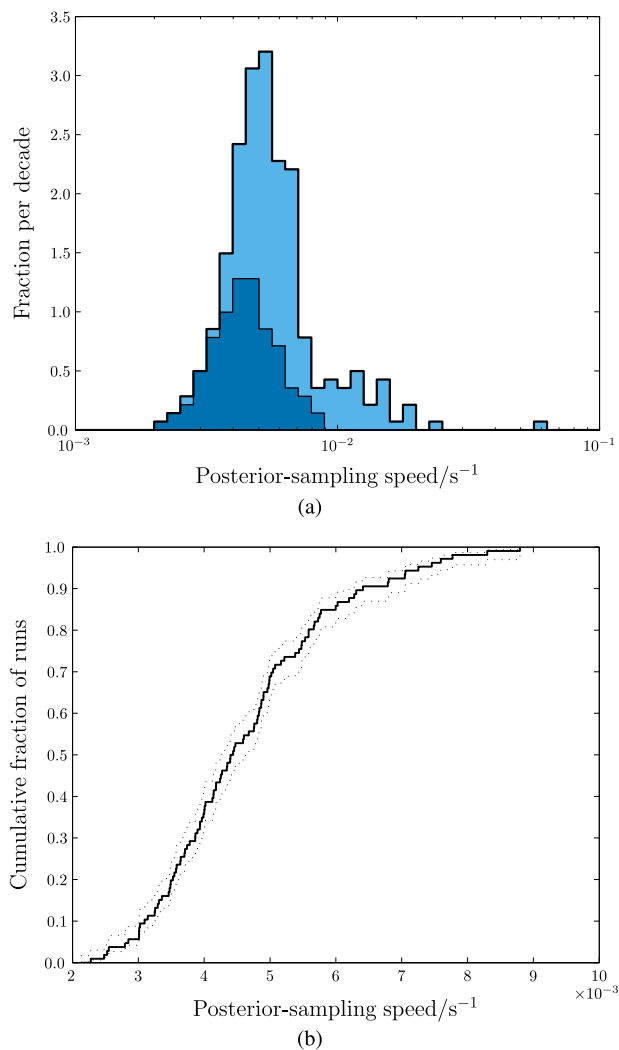 Fraction per decade
3.5
3.0
2.5
2.0
1.5
1.0
0.5
0.0
10⁻³ 10⁻² 10⁻¹
Posterior-sampling speed/s⁻¹
(a)
Cumulative fraction of runs
1.0
0.9
0.8
0.7
0.6
0.5
0.4
0.3
0.2
0.1
0.0
2 3 4 5 6 7 8 9 10
×10⁻³
Posterior-sampling speed/s⁻¹
(b)